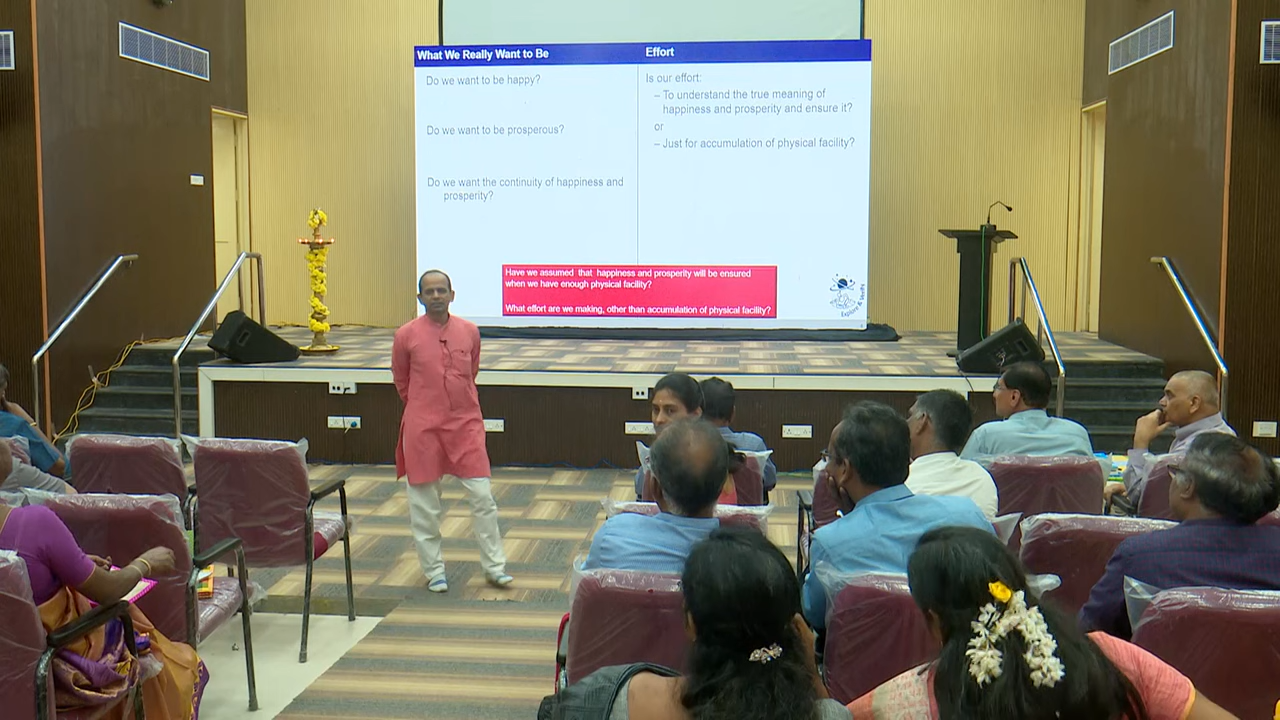 What We Really Want to Be
Effort
Do we want to be happy?
Do we want to be prosperous?
Do we want the continuity of happiness and
prosperity?
Is our effort:
– To understand the true meaning of
happiness and prosperity and ensure it?
or
– Just for accumulation of physical facility?
Have we assumed that happiness and prosperity will be ensured
when we have enough physical facility?
What effort are we making, other than accumulation of physical facility?
Explore & Verify